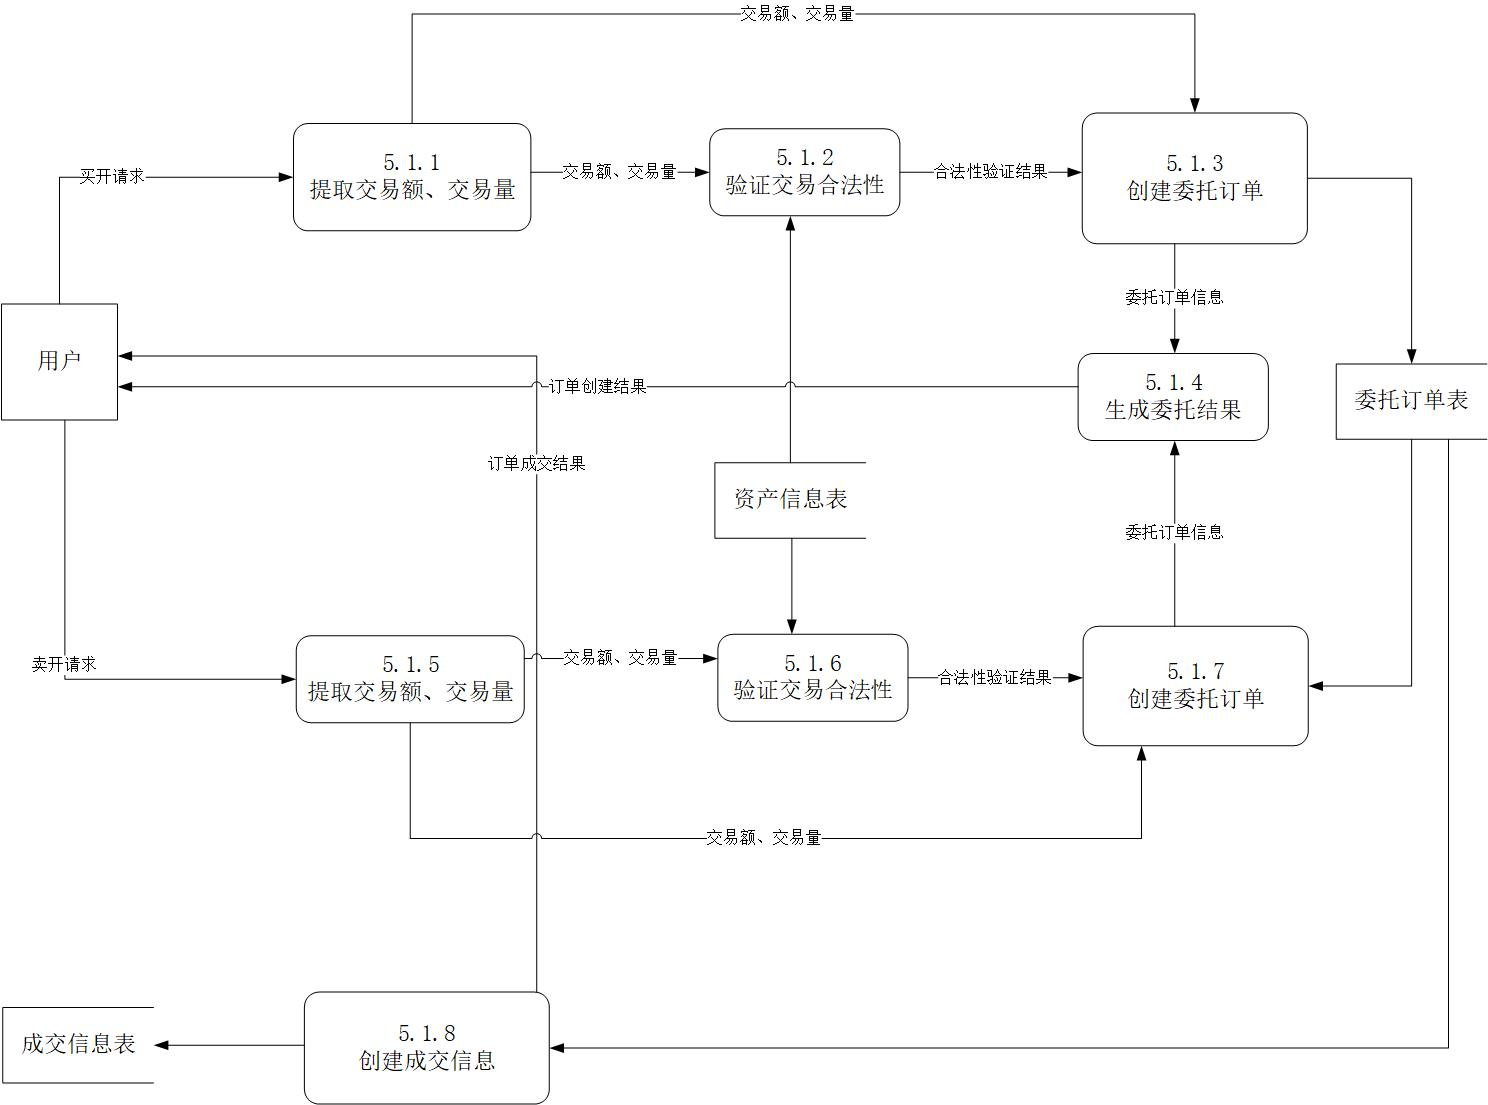 交易额、交易量
5.1.1
提取交易额、交易量
买开请求
交易额、交易量
5.1.2
验证交易合法性
合法性验证结果
5.1.3
创建委托订单
委托订单信息
用户
订单创建结果
5.1.4
生成委托结果
委托订单表
订单成交结果
资产信息表
委托订单信息
卖开请求
5.1.5
提取交易额、交易量
交易额、交易量
5.1.6
验证交易合法性
合法性验证结果
5.1.7
创建委托订单
交易额、交易量
成交信息表
5.1.8
创建成交信息